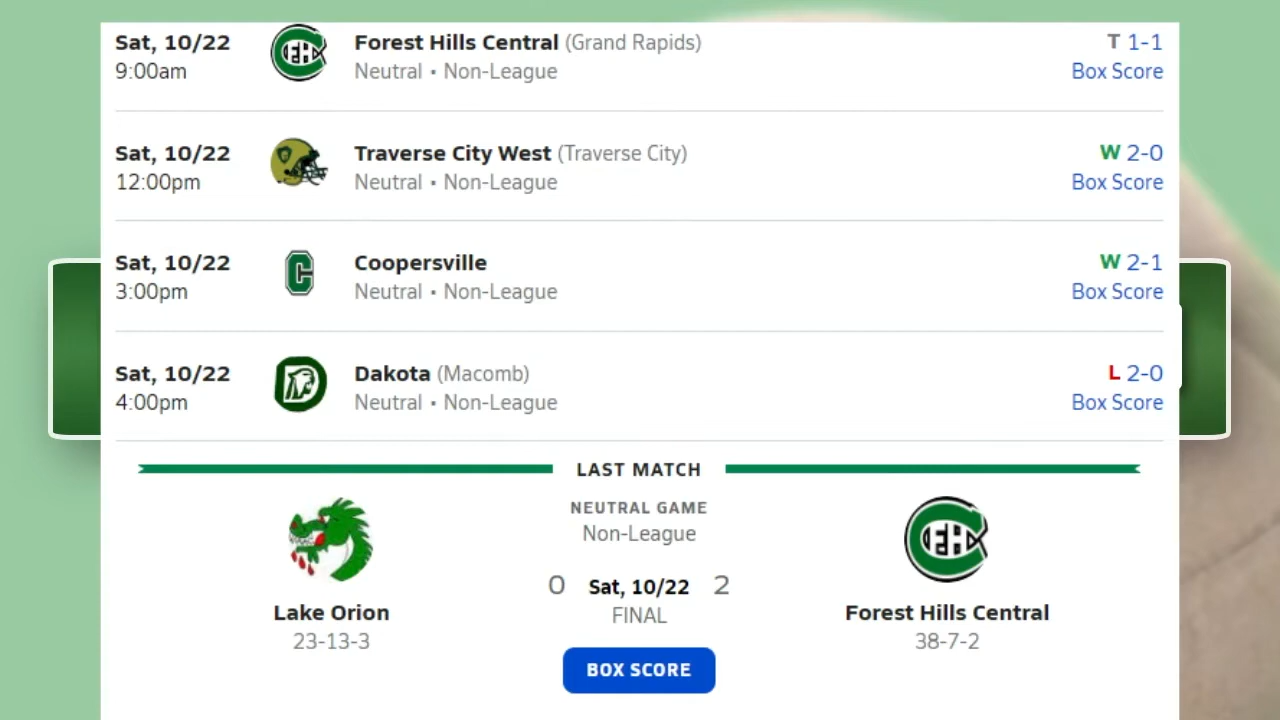 Sat, 10/22 Forest Hills Central (Grand Rapids) T 1-1
9:00am Neutral • Non-League Box Score
Sat, 10/22 Traverse City West (Traverse City) W 2-0
12:00pm Neutral • Non-League Box Score
Sat, 10/22 Coopersville W 2-1
3:00pm Neutral • Non-League Box Score
Sat, 10/22 Dakota (Macomb) L 2-0
4:00pm Neutral • Non-League Box Score
LAST MATCH
NEUTRAL GAME
Non-League
0 Sat, 10/22 2
FINAL
Lake Orion Forest Hills Central
23-13-3 38-7-2
BOX SCORE